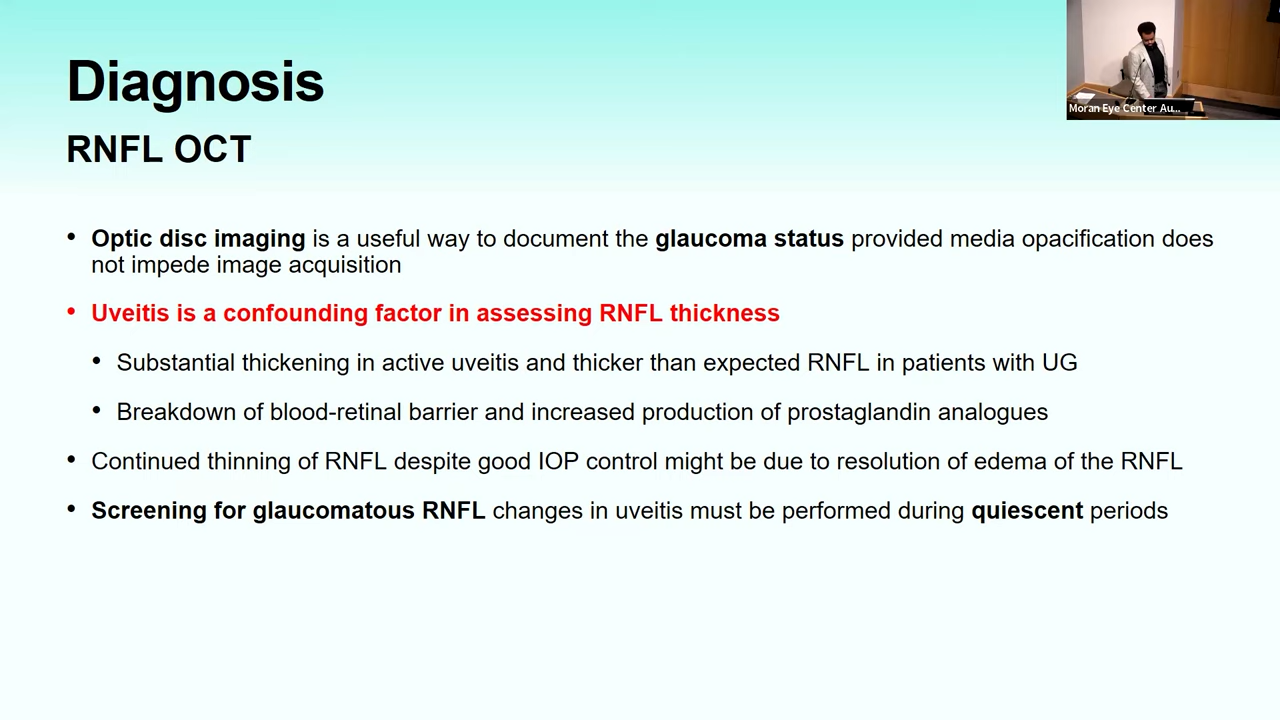 Diagnosis
RNFL OCT
Moran Eye Center Au...
• Optic disc imaging is a useful way to document the glaucoma status provided media opacification does
not impede image acquisition
• Uveitis is a confounding factor in assessing RNFL thickness
• Substantial thickening in active uveitis and thicker than expected RNFL in patients with UG
• Breakdown of blood-retinal barrier and increased production of prostaglandin analogues
• Continued thinning of RNFL despite good IOP control might be due to resolution of edema of the RNFL
• Screening for glaucomatous RNFL changes in uveitis must be performed during quiescent periods